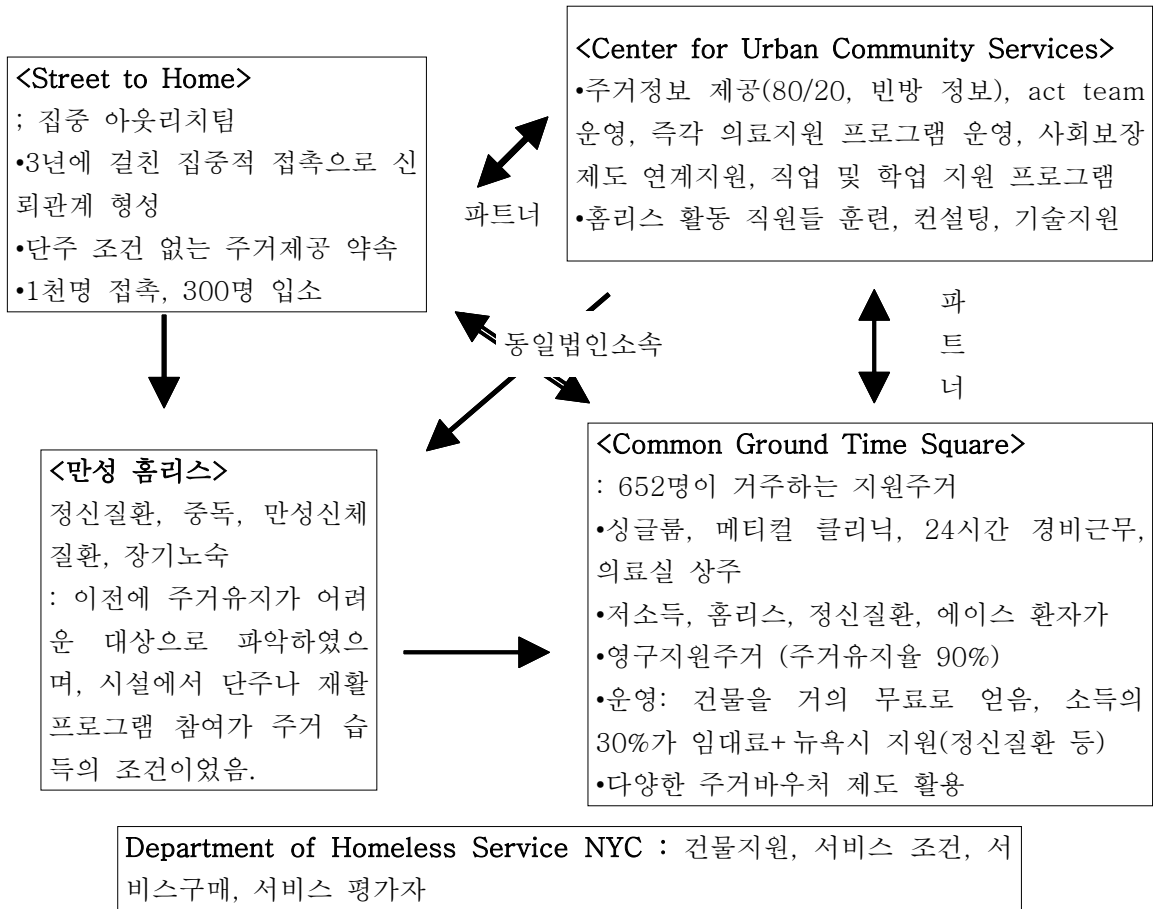 <Street to Home>
; 집중 아웃리치팀
•3년에 걸친 집중적 접촉으로 신
뢰관계 형성
•단주 조건 없는 주거제공 약속
•1천명 접촉, 300명 입소
파트너
<Center for Urban Community Services>
•주거정보 제공(80/20, 빈방 정보), act team
운영, 즉각 의료지원 프로그램 운영, 사회보장
제도 연계지원, 직업 및 학업 지원 프로그램
•홈리스 활동 직원들 훈련, 컨설팅, 기술지원
동일법인소속
파
트
너
<만성 홈리스>
정신질환, 중독, 만성신체
질환, 장기노숙
: 이전에 주거유지가 어려
운 대상으로 파악하였으
며, 시설에서 단주나 재활
프로그램 참여가 주거 습
득의 조건이었음.
<Common Ground Time Square>
: 652명이 거주하는 지원주거
•싱글룸, 메티컬 클리닉, 24시간 경비근무,
의료실 상주
•저소득, 홈리스, 정신질환, 에이스 환자가
•영구지원주거 (주거유지율 90%)
•운영: 건물을 거의 무료로 얻음, 소득의
30%가 임대료+ 뉴욕시 지원(정신질환 등)
•다양한 주거바우처 제도 활용
Department of Homeless Service NYC : 건물지원, 서비스 조건, 서
비스구매, 서비스 평가자